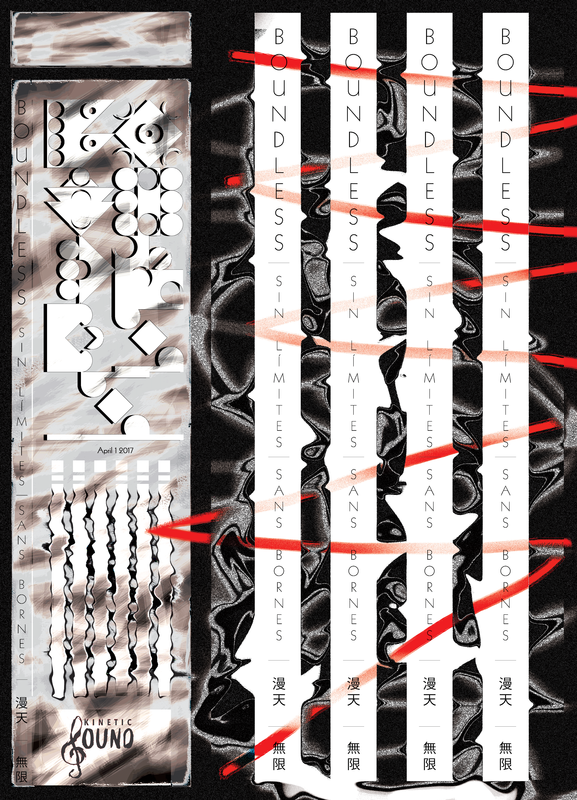 BOUNDLESS
SIN LÍMITES
SANS BORNES
漫天
無限
April 1 2017
KINETIC
SOUND
BOUNDLESS
SIN LÍMITES
SANS BORNES
漫天
無限
BOUNDLESS
SIN LÍMITES
SANS BORNES
漫天
無限
BOUNDLESS
SIN LÍMITES
SANS BORNES
漫天
無限
BOUNDLESS
SIN LÍMITES
SANS BORNES
漫天
無限